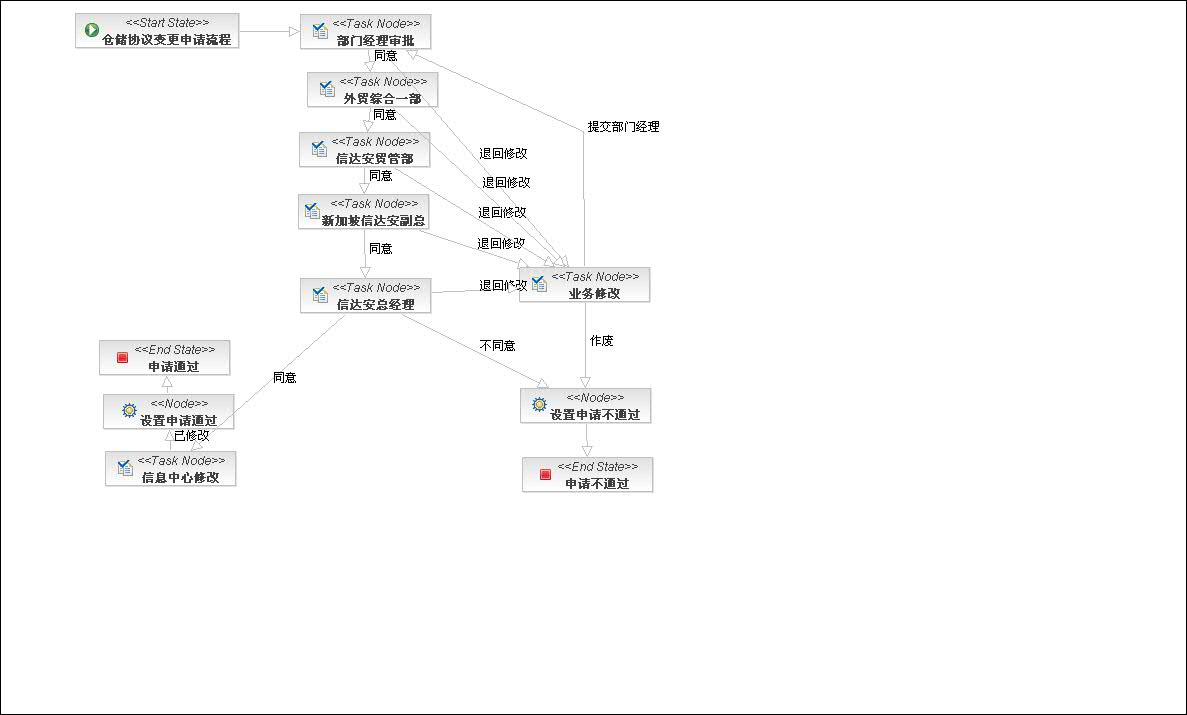 <<Start State>>
仓储协议变更申请流程
<<Task Node>>
部门经理审批
同意
<<Task Node>>
外贸综合一部
同意
提交部门经理
<<Task Node>>
信达安贸管部
退回修改
同意
退回修改
<<Task Node>>
新加坡信达安副总
退回修改
同意
退回修改
<<Task Node>>
业务修改
<<Task Node>>
信达安总经理
退回修改
不同意
作废
<<End State>>
申请通过
同意
<<Node>>
设置申请通过
<<Node>>
设置申请不通过
已修改
<<Task Node>>
信息中心修改
<<End State>>
申请不通过